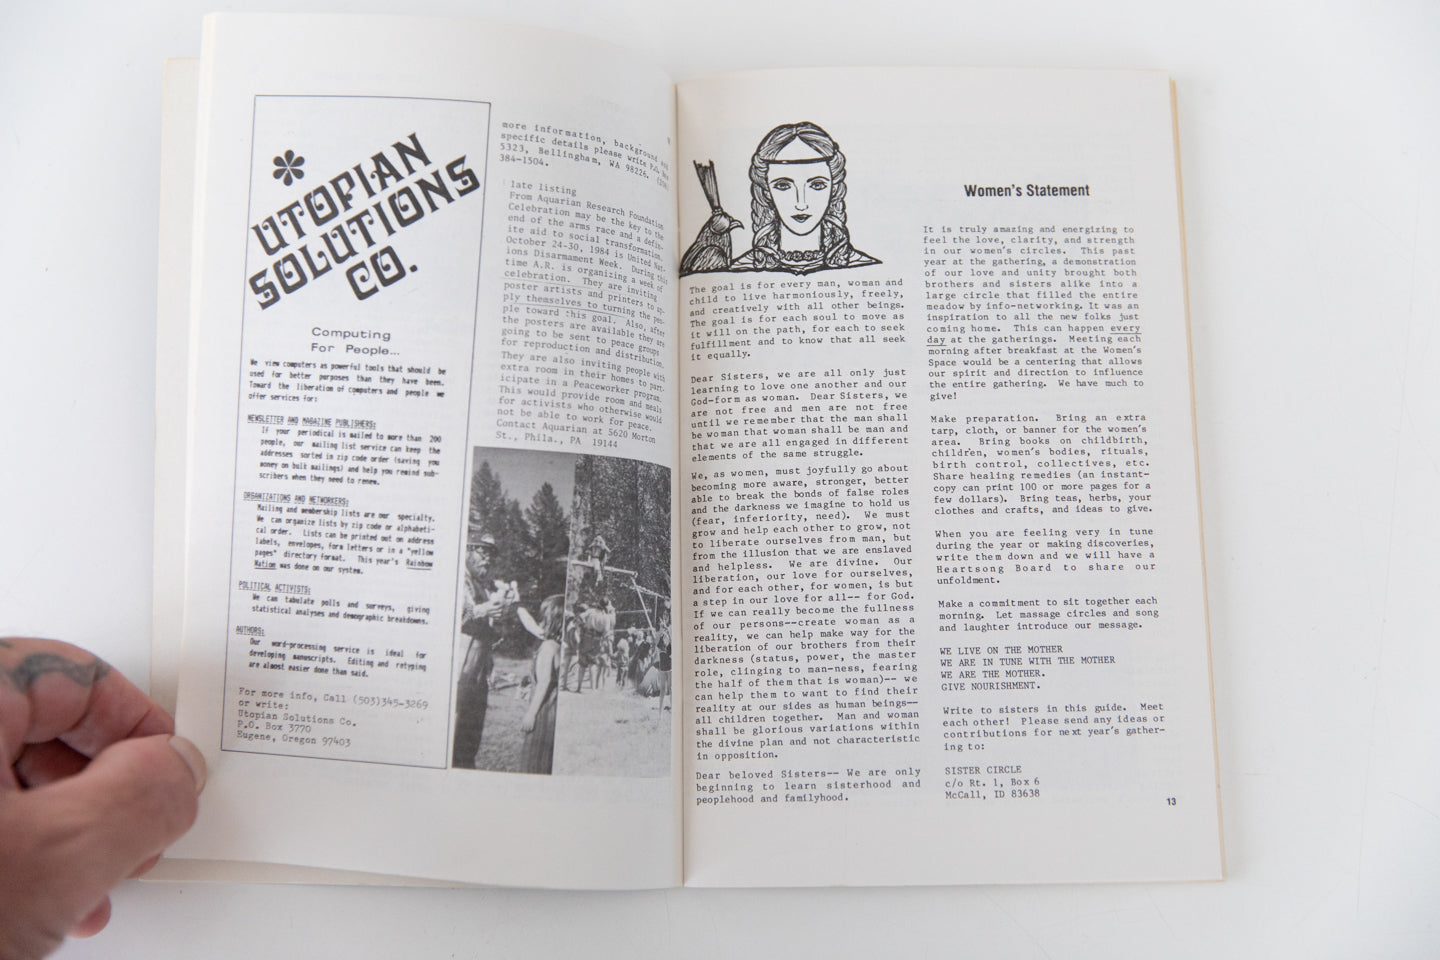 UTOPIAN
SOLUTIONS
CO.
Computing
For People...
We view computers as powerful tools that should be
used for better purposes than they have been.
Toward the liberation of computers and people we
offer services for:
NEWSLETTER AND MAGAZINE PUBLISHERS:
If your periodical is mailed to more than 200
people, our mailing list service can keep the
addresses sorted in zip code order (saving you
money on bulk mailings) and help you remind sub-
scribers when they need to renew.
ORGANIZATIONS AND NETWORKERS:
Mailing and membership lists are our specialty.
We can organize lists by zip code or alphabeti-
cal order. Lists can be printed out on address
labels, envelopes, form letters or in a "yellow
pages" directory format. This year's Rainbow
Nation was done on our system.
POLITICAL ACTIVISTS:
We can tabulate polls and surveys, giving
statistical analyses and demographic breakdowns.
AUTHORS:
Our word-processing service is ideal for
developing manuscripts. Editing and retyping
are almost easier done than said.
For more info, Call (503)345-3269
or write:
Utopian Solutions Co.
P.O. Box 3770
Eugene, Oregon 97403
more information, background and
specific details please write P.O. Box
5323, Bellingham, WA 98226.
384-1504.
late listing
From Aquarian Research Foundation
Celebration may be the key to the
end of the arms race and a defin-
ite aid to social transformation.
October 24-30, 1984 is United Nat-
ions Disarmament Week. During this
time A.R. is organizing a week of
celebration. They are inviting
poster artists and printers to ap-
ply themselves to turning the peo-
ple toward this goal. Also, after
the posters are available they are
going to be sent to peace groups
for reproduction and distribution.
They are also inviting people with
extra room in their homes to part-
icipate in a Peaceworker program.
This would provide room and meals
for activists who otherwise would
not be able to work for peace.
Contact Aquarian at 5620 Morton
St., Phila., PA 19144
The goal is for every man, woman and
child to live harmoniously, freely,
and creatively with all other beings.
The goal is for each soul to move as
it will on the path, for each to seek
fulfillment and to know that all seek
it equally.
Dear Sisters, we are all only just
learning to love one another and our
God-form as woman. Dear Sisters, we
are not free and men are not free
until we remember that the man shall
be woman that woman shall be man and
that we are all engaged in different
elements of the same struggle.
We, as women, must joyfully go about
becoming more aware, stronger, better
able to break the bonds of false roles
and the darkness we imagine to hold us
(fear, inferiority, need). We must
grow and help each other to grow, not
to liberate ourselves from man, but
from the illusion that we are enslaved
and helpless. We are divine. Our
liberation, our love for ourselves,
and for each other, for women, is but
a step in our love for all-- for God.
If we can really become the fullness
of our persons--create woman as a
reality, we can help make way for the
liberation of our brothers from their
darkness (status, power, the master
role, clinging to man-ness, fearing
the half of them that is woman)-- we
can help them to want to find their
reality at our sides as human beings--
all children together. Man and woman
shall be glorious variations within
the divine plan and not characteristic
in opposition.
Dear beloved Sisters-- We are only
beginning to learn sisterhood and
peoplehood and familyhood.
Women's Statement
It is truly amazing and energizing to
feel the love, clarity, and strength
in our women's circles. This past
year at the gathering, a demonstration
of our love and unity brought both
brothers and sisters alike into a
large circle that filled the entire
meadow by info-networking. It was an
inspiration to all the new folks just
coming home. This can happen every
day at the gatherings. Meeting each
morning after breakfast at the Women's
Space would be a centering that allows
our spirit and direction to influence
the entire gathering. We have much to
give!
Make preparation. Bring an extra
tarp, cloth, or banner for the women's
area. Bring books on childbirth,
children, women's bodies, rituals,
birth control, collectives, etc.
Share healing remedies (an instant-
copy can print 100 or more pages for a
few dollars). Bring teas, herbs, your
clothes and crafts, and ideas to give.
When you are feeling very in tune
during the year or making discoveries,
write them down and we will have a
Heartsong Board to share our
unfoldment.
Make a commitment to sit together each
morning. Let massage circles and song
and laughter introduce our message.
WE LIVE ON THE MOTHER
WE ARE IN TUNE WITH THE MOTHER
WE ARE THE MOTHER.
GIVE NOURISHMENT.
Write to sisters in this guide. Meet
each other! Please send any ideas or
contributions for next year's gather-
ing to:
SISTER CIRCLE
c/o Rt. 1, Box 6
McCall, ID 83638
13